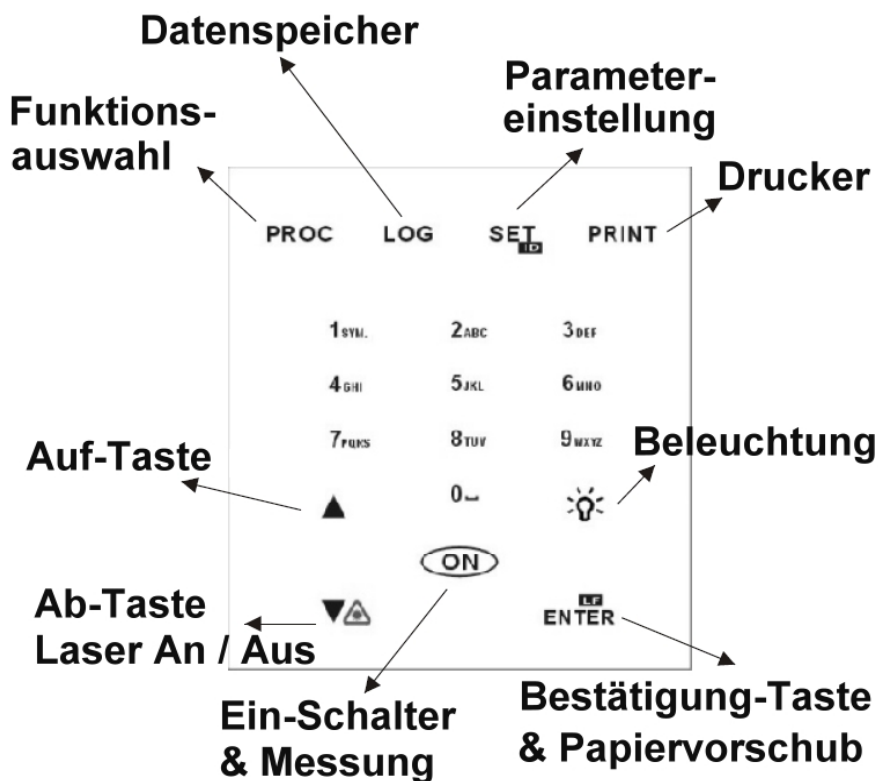 Datenspeicher
Parameter-
einstellung
Funktions-
auswahl
Drucker
PROC LOG SET PRINT
ID
1SYM. 2ABC 3DEF
4GHI 5JKL 6MNO
7PQRS 8TUV 9WXYZ
Auf-Taste
Beleuchtung
0
ON
Ab-Taste
Laser An / Aus
LF
ENTER
Ein-Schalter
& Messung
Bestätigung-Taste
& Papiervorschub